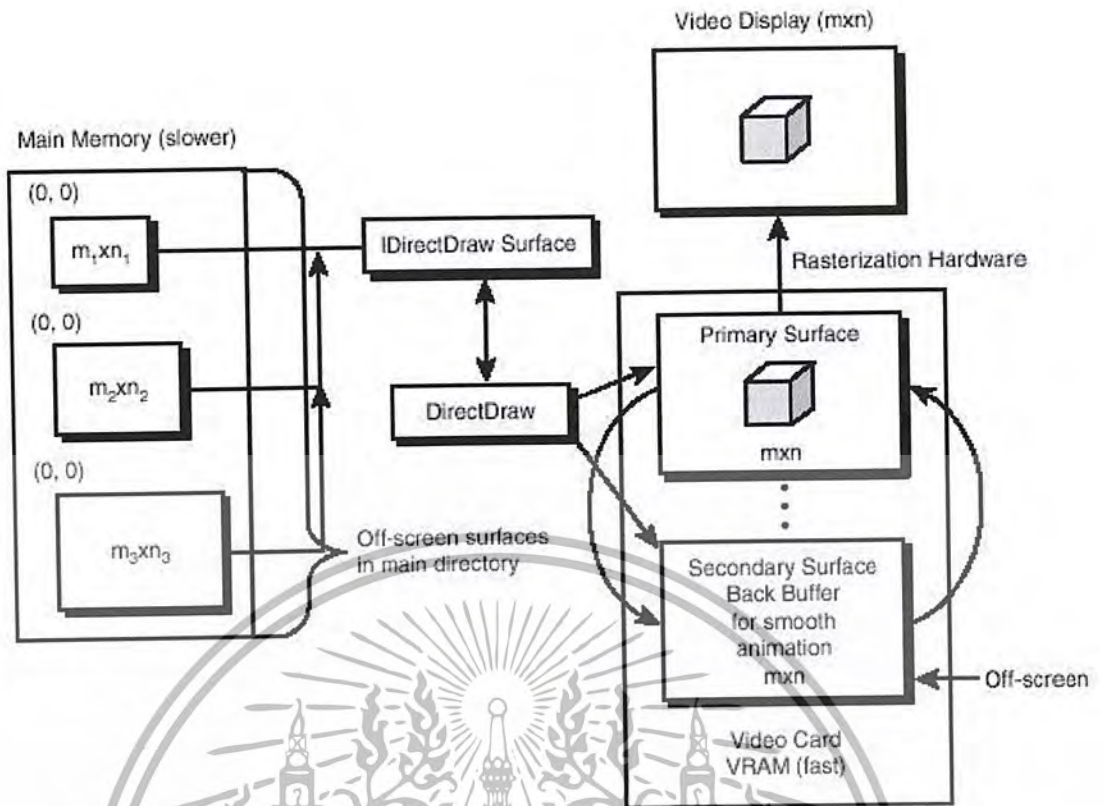 Video Display (mxn)
Main Memory (slower)
(0, 0)
m₁xn₁
(0, 0)
m₂xn₂
(0, 0)
m₃xn₃
Off-screen surfaces
in main directory
IDirectDraw Surface
DirectDraw
Rasterization Hardware
Primary Surface
mxn
Secondary Surface
Back Buffer
for smooth
animation
mxn
Off-screen
Video Card
VRAM (fast)